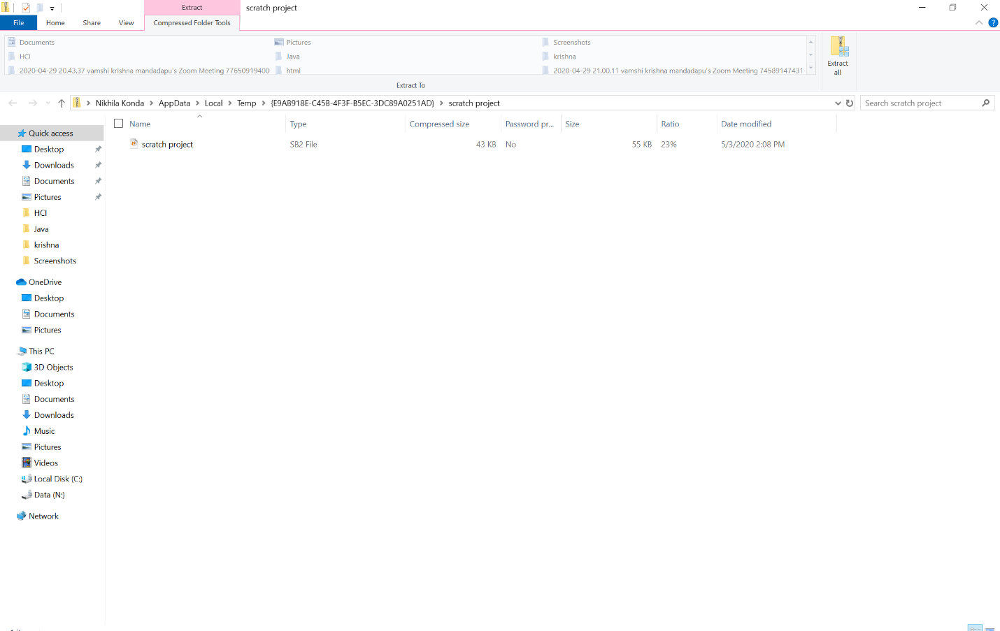 Extract
scratch project
File
Home
Share
View
Compressed Folder Tools
?
Documents
Pictures
Screenshots
HCI
Java
krishna
2020-04-29 20.43.37 vamshi krishna mandadapu's Zoom Meeting 77650919400
html
2020-04-29 21.00.11 vamshi krishna mandadapu's Zoom Meeting 74589147431
Extract
all
Extract To
Nikhila Konda > AppData > Local > Temp > {E9AB918E-C45B-4F3F-B5EC-3DC89A0251AD} > scratch project
Search scratch project
Name Type Compressed size Password pr... Size Ratio Date modified
scratch project SB2 File 43 KB No 55 KB 23% 5/3/2020 2:08 PM
Quick access
Desktop
Downloads
Documents
Pictures
HCI
Java
krishna
Screenshots
OneDrive
Desktop
Documents
Pictures
This PC
3D Objects
Desktop
Documents
Downloads
Music
Pictures
Videos
Local Disk (C:)
Data (N:)
Network